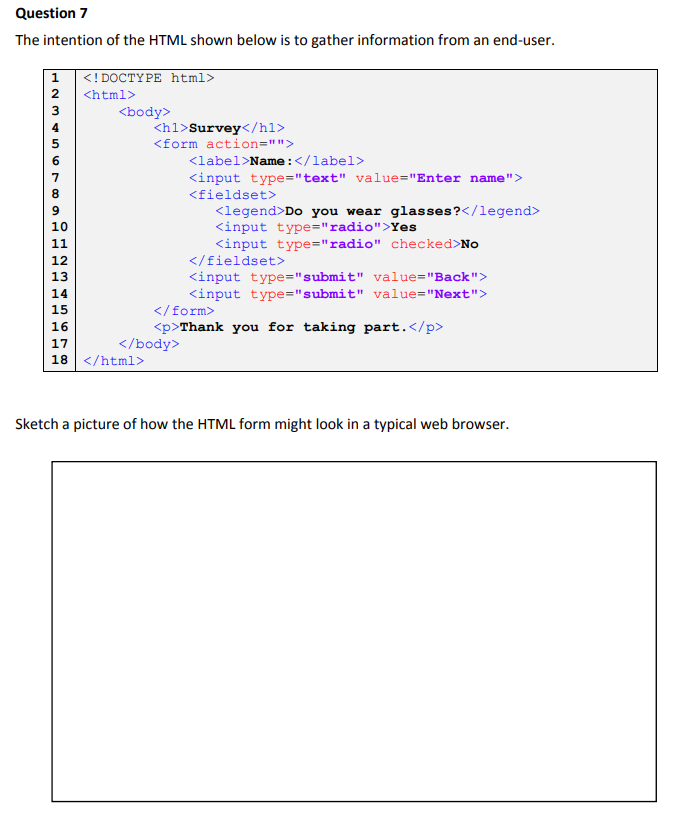 Question 7
The intention of the HTML shown below is to gather information from an end-user.
1 <!DOCTYPE html>
2 <html>
3 <body>
4 <h1>Survey</h1>
5 <form action="">
6 <label>Name:</label>
7 <input type="text" value="Enter name">
8 <fieldset>
9 <legend>Do you wear glasses?</legend>
10 <input type="radio">Yes
11 <input type="radio" checked>No
12 </fieldset>
13 <input type="submit" value="Back">
14 <input type="submit" value="Next">
15 </form>
16 <p>Thank you for taking part.</p>
17 </body>
18 </html>
Sketch a picture of how the HTML form might look in a typical web browser.